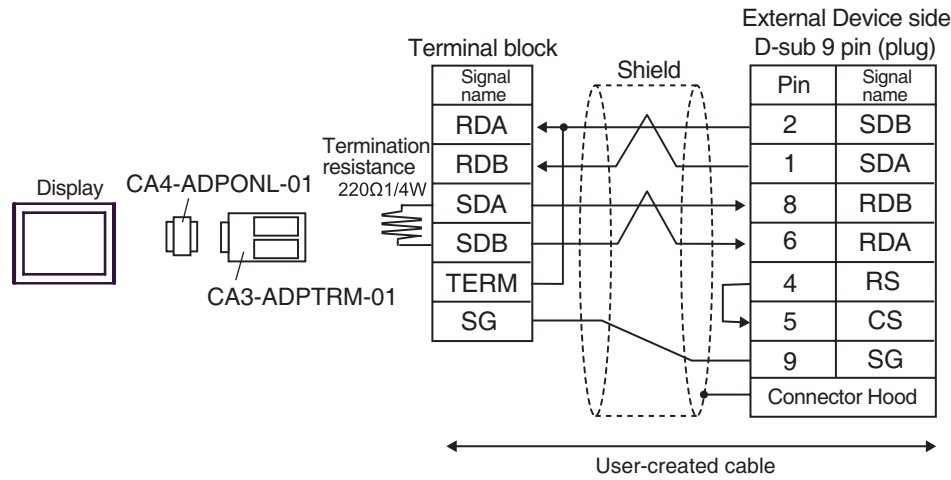 External Device side
Terminal block
D-sub 9 pin (plug)
Signal name
Shield
Pin
Signal name
RDA
2
SDB
Termination resistance
220Ω1/4W
RDB
1
SDA
Display
CA4-ADPONL-01
SDA
8
RDB
SDB
6
RDA
CA3-ADPTRM-01
TERM
4
RS
SG
5
CS
9
SG
Connector Hood
User-created cable